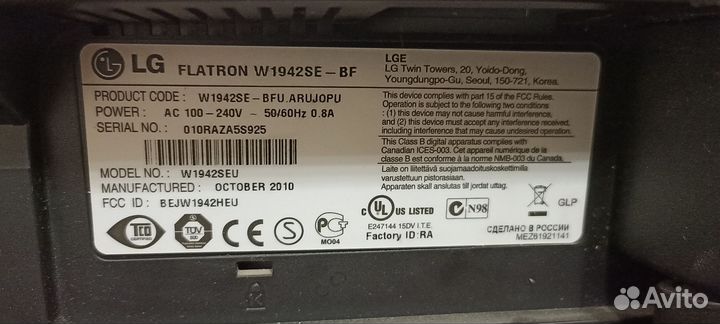 LG FLATRON W1942SE-BF
PRODUCT CODE : W1942SE-BFU.ARUJOPU
POWER : AC 100-240V ~ 50/60Hz 0.8A
SERIAL NO. : 010RAZA5S925
MODEL NO. : W1942SEU
MANUFACTURED : OCTOBER 2010
FCC ID : BEJW1942HEU
TCO
CERTIFIED
TÜV
CE
S
MO04
LGE
LG Twin Towers, 20, Yoido-Dong,
Youngdungpo-Gu, Seoul, 150-721, Korea.
This device complies with part 15 of the FCC Rules.
Operation is subject to the following two conditions
: (1) this device may not cause harmful interference,
and (2) this device must accept any interference received,
including interference that may cause undesired operation.
This Class B digital apparatus complies with
Canadian ICES-003. Cet appareil numérique de la
classe B est conforme à la norme NMB-003 du Canada.
Laite on liitettävä suojamaadoituskoskettimilla
varustettuun pistorasiaan.
Apparaten skall anslutas till jordat uttag.
c UL US LISTED
E247144 15DV I.T.E.
Factory ID:RA
C N98
GLP
СДЕЛАНО В РОССИИ
MEZ61921141
Avito